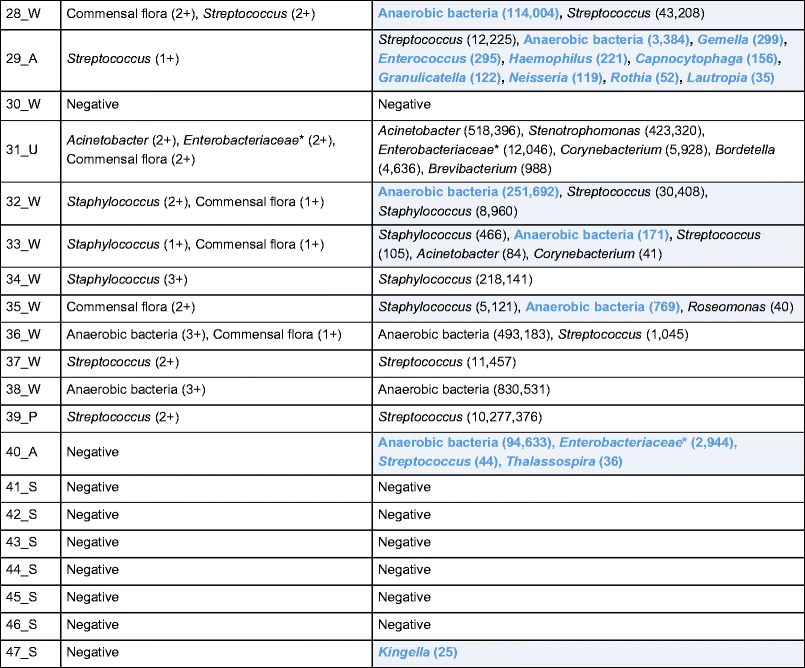 28_W Commensal flora (2+), Streptococcus (2+) Anaerobic bacteria (114,004), Streptococcus (43,208)
29_A Streptococcus (1+) Streptococcus (12,225), Anaerobic bacteria (3,384), Gemella (299),
Enterococcus (295), Haemophilus (221), Capnocytophaga (156),
Granulicatella (122), Neisseria (119), Rothia (52), Lautropia (35)
30_W Negative Negative
31_U Acinetobacter (2+), Enterobacteriaceae* (2+),
Commensal flora (2+)
Acinetobacter (518,396), Stenotrophomonas (423,320),
Enterobacteriaceae* (12,046), Corynebacterium (5,928), Bordetella
(4,636), Brevibacterium (988)
32_W Staphylococcus (2+), Commensal flora (1+) Anaerobic bacteria (251,692), Streptococcus (30,408),
Staphylococcus (8,960)
33_W Staphylococcus (1+), Commensal flora (1+) Staphylococcus (466), Anaerobic bacteria (171), Streptococcus
(105), Acinetobacter (84), Corynebacterium (41)
34_W Staphylococcus (3+) Staphylococcus (218,141)
35_W Commensal flora (2+) Staphylococcus (5,121), Anaerobic bacteria (769), Roseomonas (40)
36_W Anaerobic bacteria (3+), Commensal flora (1+) Anaerobic bacteria (493,183), Streptococcus (1,045)
37_W Streptococcus (2+) Streptococcus (11,457)
38_W Anaerobic bacteria (3+) Anaerobic bacteria (830,531)
39_P Streptococcus (2+) Streptococcus (10,277,376)
40_A Negative Anaerobic bacteria (94,633), Enterobacteriaceae* (2,944),
Streptococcus (44), Thalassospira (36)
41_S Negative Negative
42_S Negative Negative
43_S Negative Negative
44_S Negative Negative
45_S Negative Negative
46_S Negative Negative
47_S Negative Kingella (25)